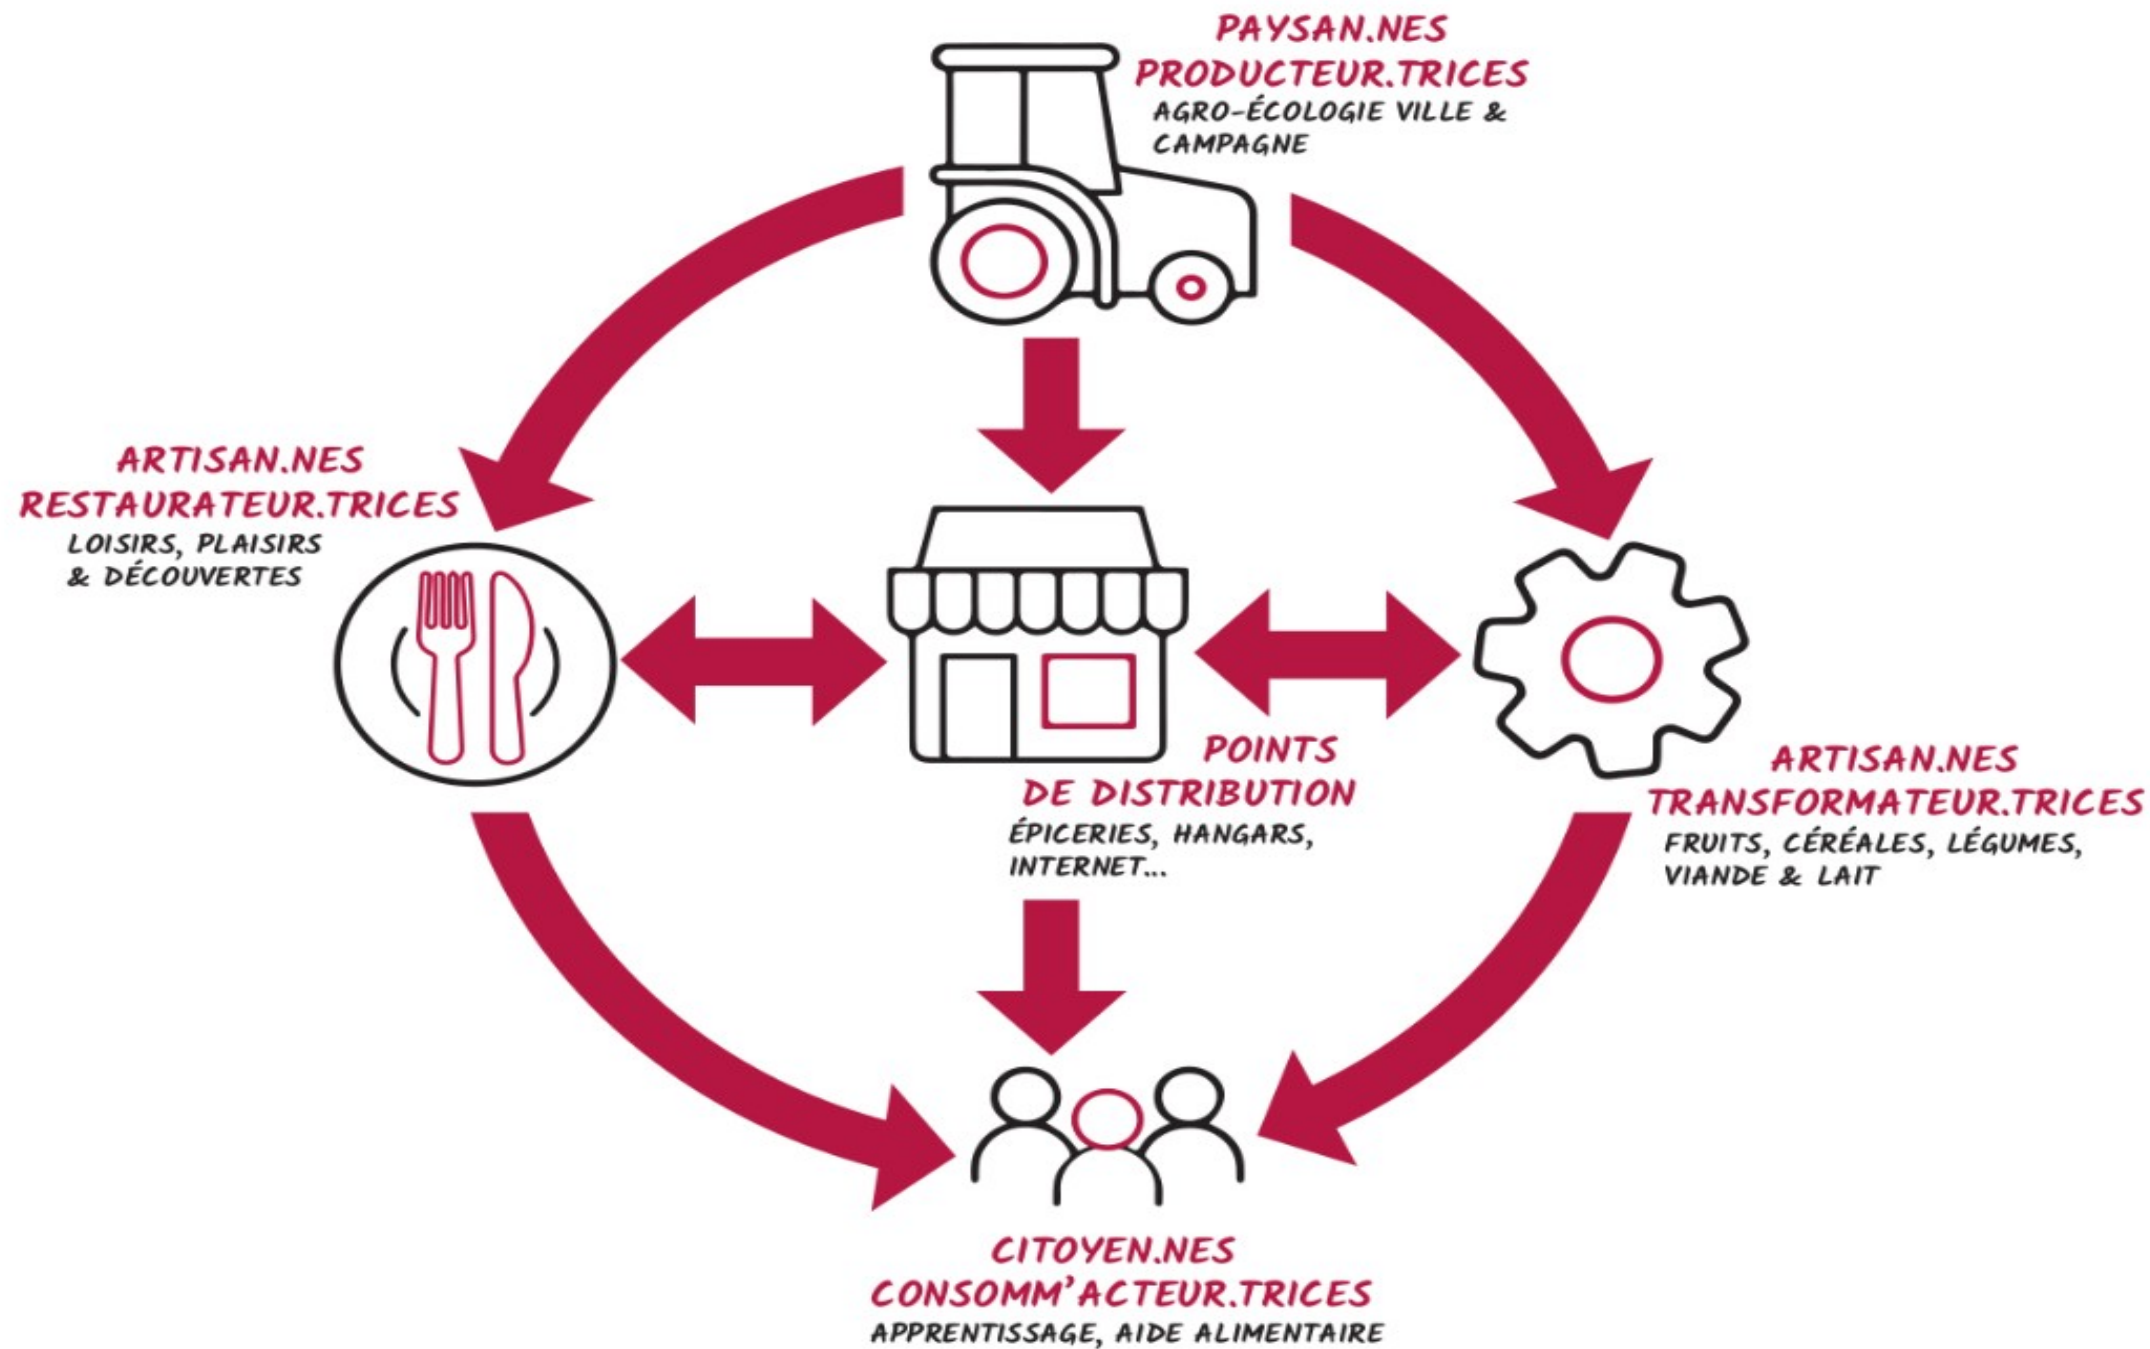 PAYSAN.NES
PRODUCTEUR.TRICES
AGRO-ÉCOLOGIE VILLE &
CAMPAGNE
ARTISAN.NES
RESTAURATEUR.TRICES
LOISIRS, PLAISIRS
& DÉCOUVERTES
POINTS
DE DISTRIBUTION
ÉPICERIES, HANGARS,
INTERNET...
ARTISAN.NES
TRANSFORMATEUR.TRICES
FRUITS, CÉRÉALES, LÉGUMES,
VIANDE & LAIT
CITOYEN.NES
CONSOMM'ACTEUR.TRICES
APPRENTISSAGE, AIDE ALIMENTAIRE